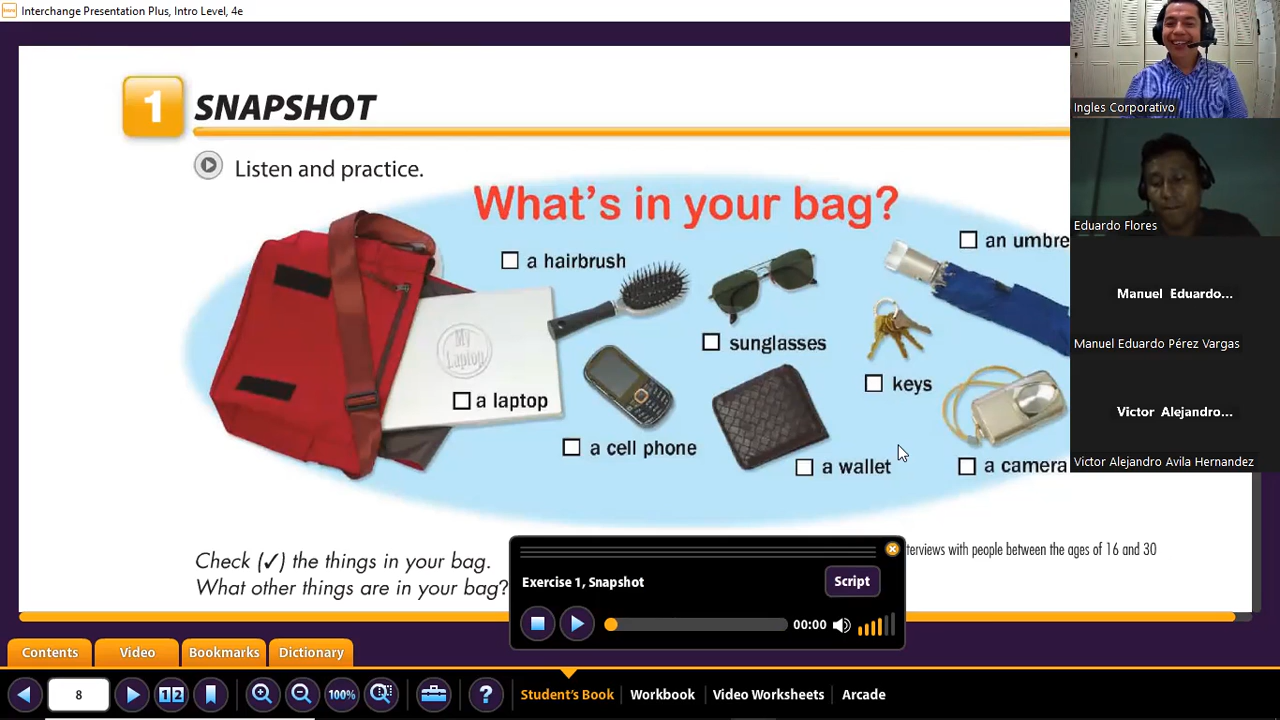 Interchange Presentation Plus, Intro Level, 4e
1 SNAPSHOT
Listen and practice.
What's in your bag?
a hairbrush
an umbre
sunglasses
keys
My Laptop
a laptop
a cell phone
a wallet
a camera
Check (✓) the things in your bag.
What other things are in your bag?
terviews with people between the ages of 16 and 30
Exercise 1, Snapshot
Script
00:00
Ingles Corporativo
Eduardo Flores
Manuel Eduardo...
Manuel Eduardo Pérez Vargas
Victor Alejandro...
Victor Alejandro Avila Hernandez
Contents Video Bookmarks Dictionary
8 12 100% ? Student's Book Workbook Video Worksheets Arcade